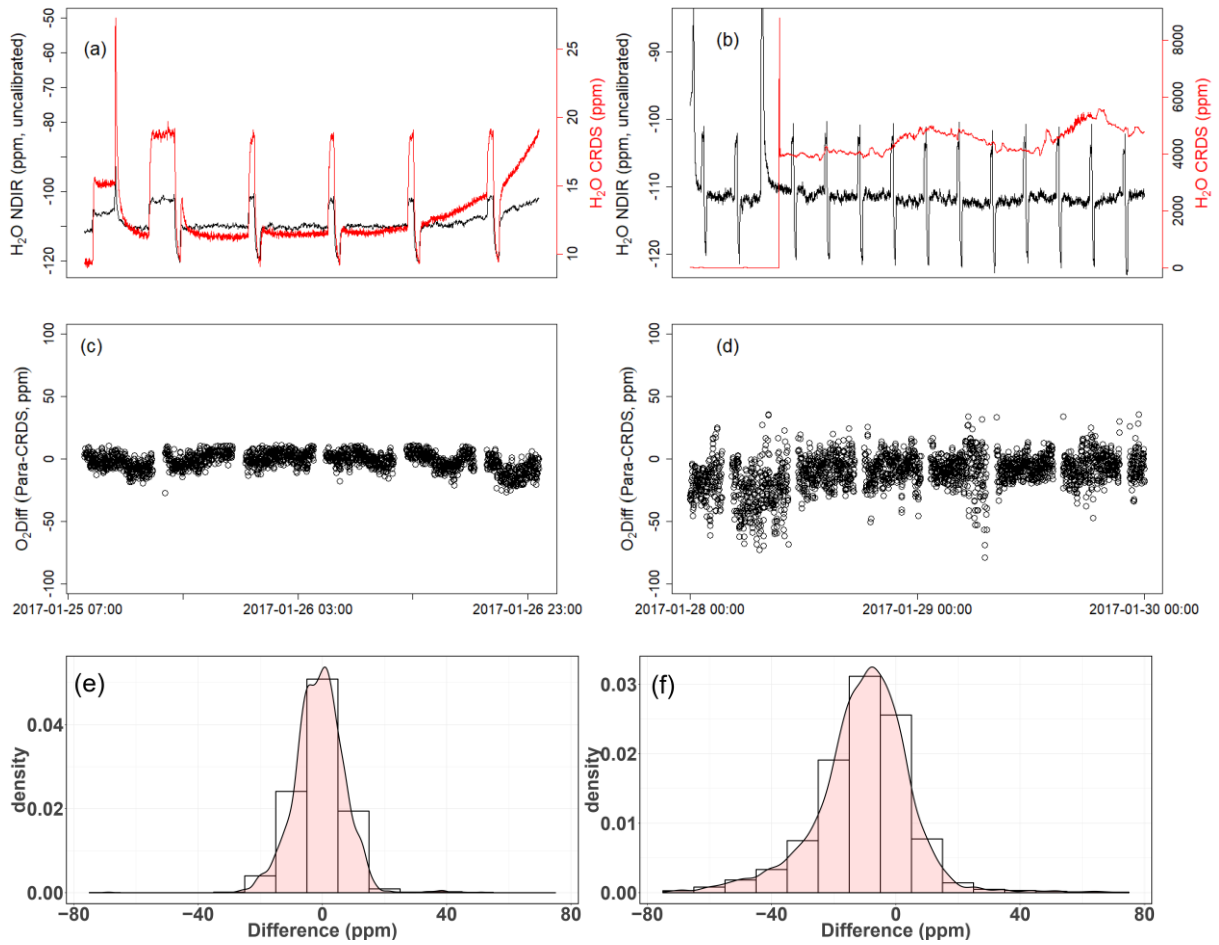 (a)
H₂O NDIR (ppm, uncalibrated)
-50
-60
-70
-80
-90
-100
-110
-120
25
20
15
10
H₂O CRDS (ppm)
(b)
H₂O NDIR (ppm, uncalibrated)
-90
-100
-110
-120
8000
6000
4000
2000
0
H₂O CRDS (ppm)
(c)
O₂Diff (Para-CRDS, ppm)
100
50
0
-50
-100
2017-01-25 07:00 2017-01-26 03:00 2017-01-26 23:00
(d)
O₂Diff (Para-CRDS, ppm)
100
50
0
-50
-100
2017-01-28 00:00 2017-01-29 00:00 2017-01-30 00:00
(e)
density
0.04
0.02
0.00
−80 −40 0 40 80
Difference (ppm)
(f)
density
0.03
0.02
0.01
0.00
−80 −40 0 40 80
Difference (ppm)